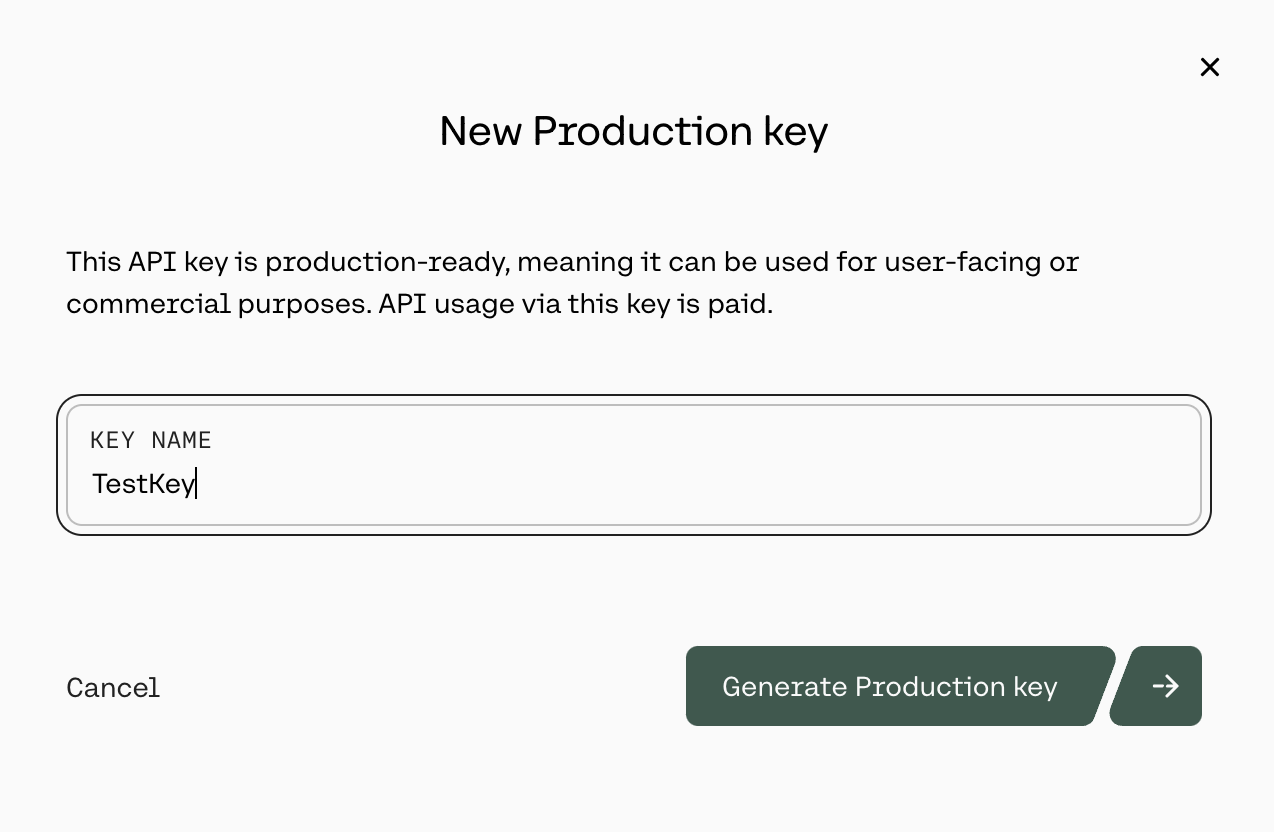 New Production key
This API key is production-ready, meaning it can be used for user-facing or
commercial purposes. API usage via this key is paid.
KEY NAME
TestKey
Cancel
Generate Production key